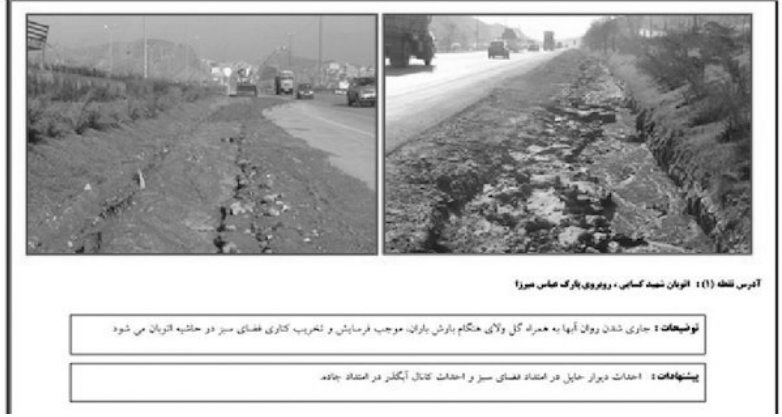 آدرس نقطه (۱): اتوبان شهید کسایی، روبروی پارک عباس میرزا
توضیحات: جاری شدن روان آبها به همراه گل ولای هنگام بارش باران، موجب فرسایش و تخریب کناری فضای سبز در حاشیه اتوبان می شود
پیشنهادات: احداث دیوار حایل در امتداد فضای سبز و احداث کانال آبگذر در امتداد جاده.